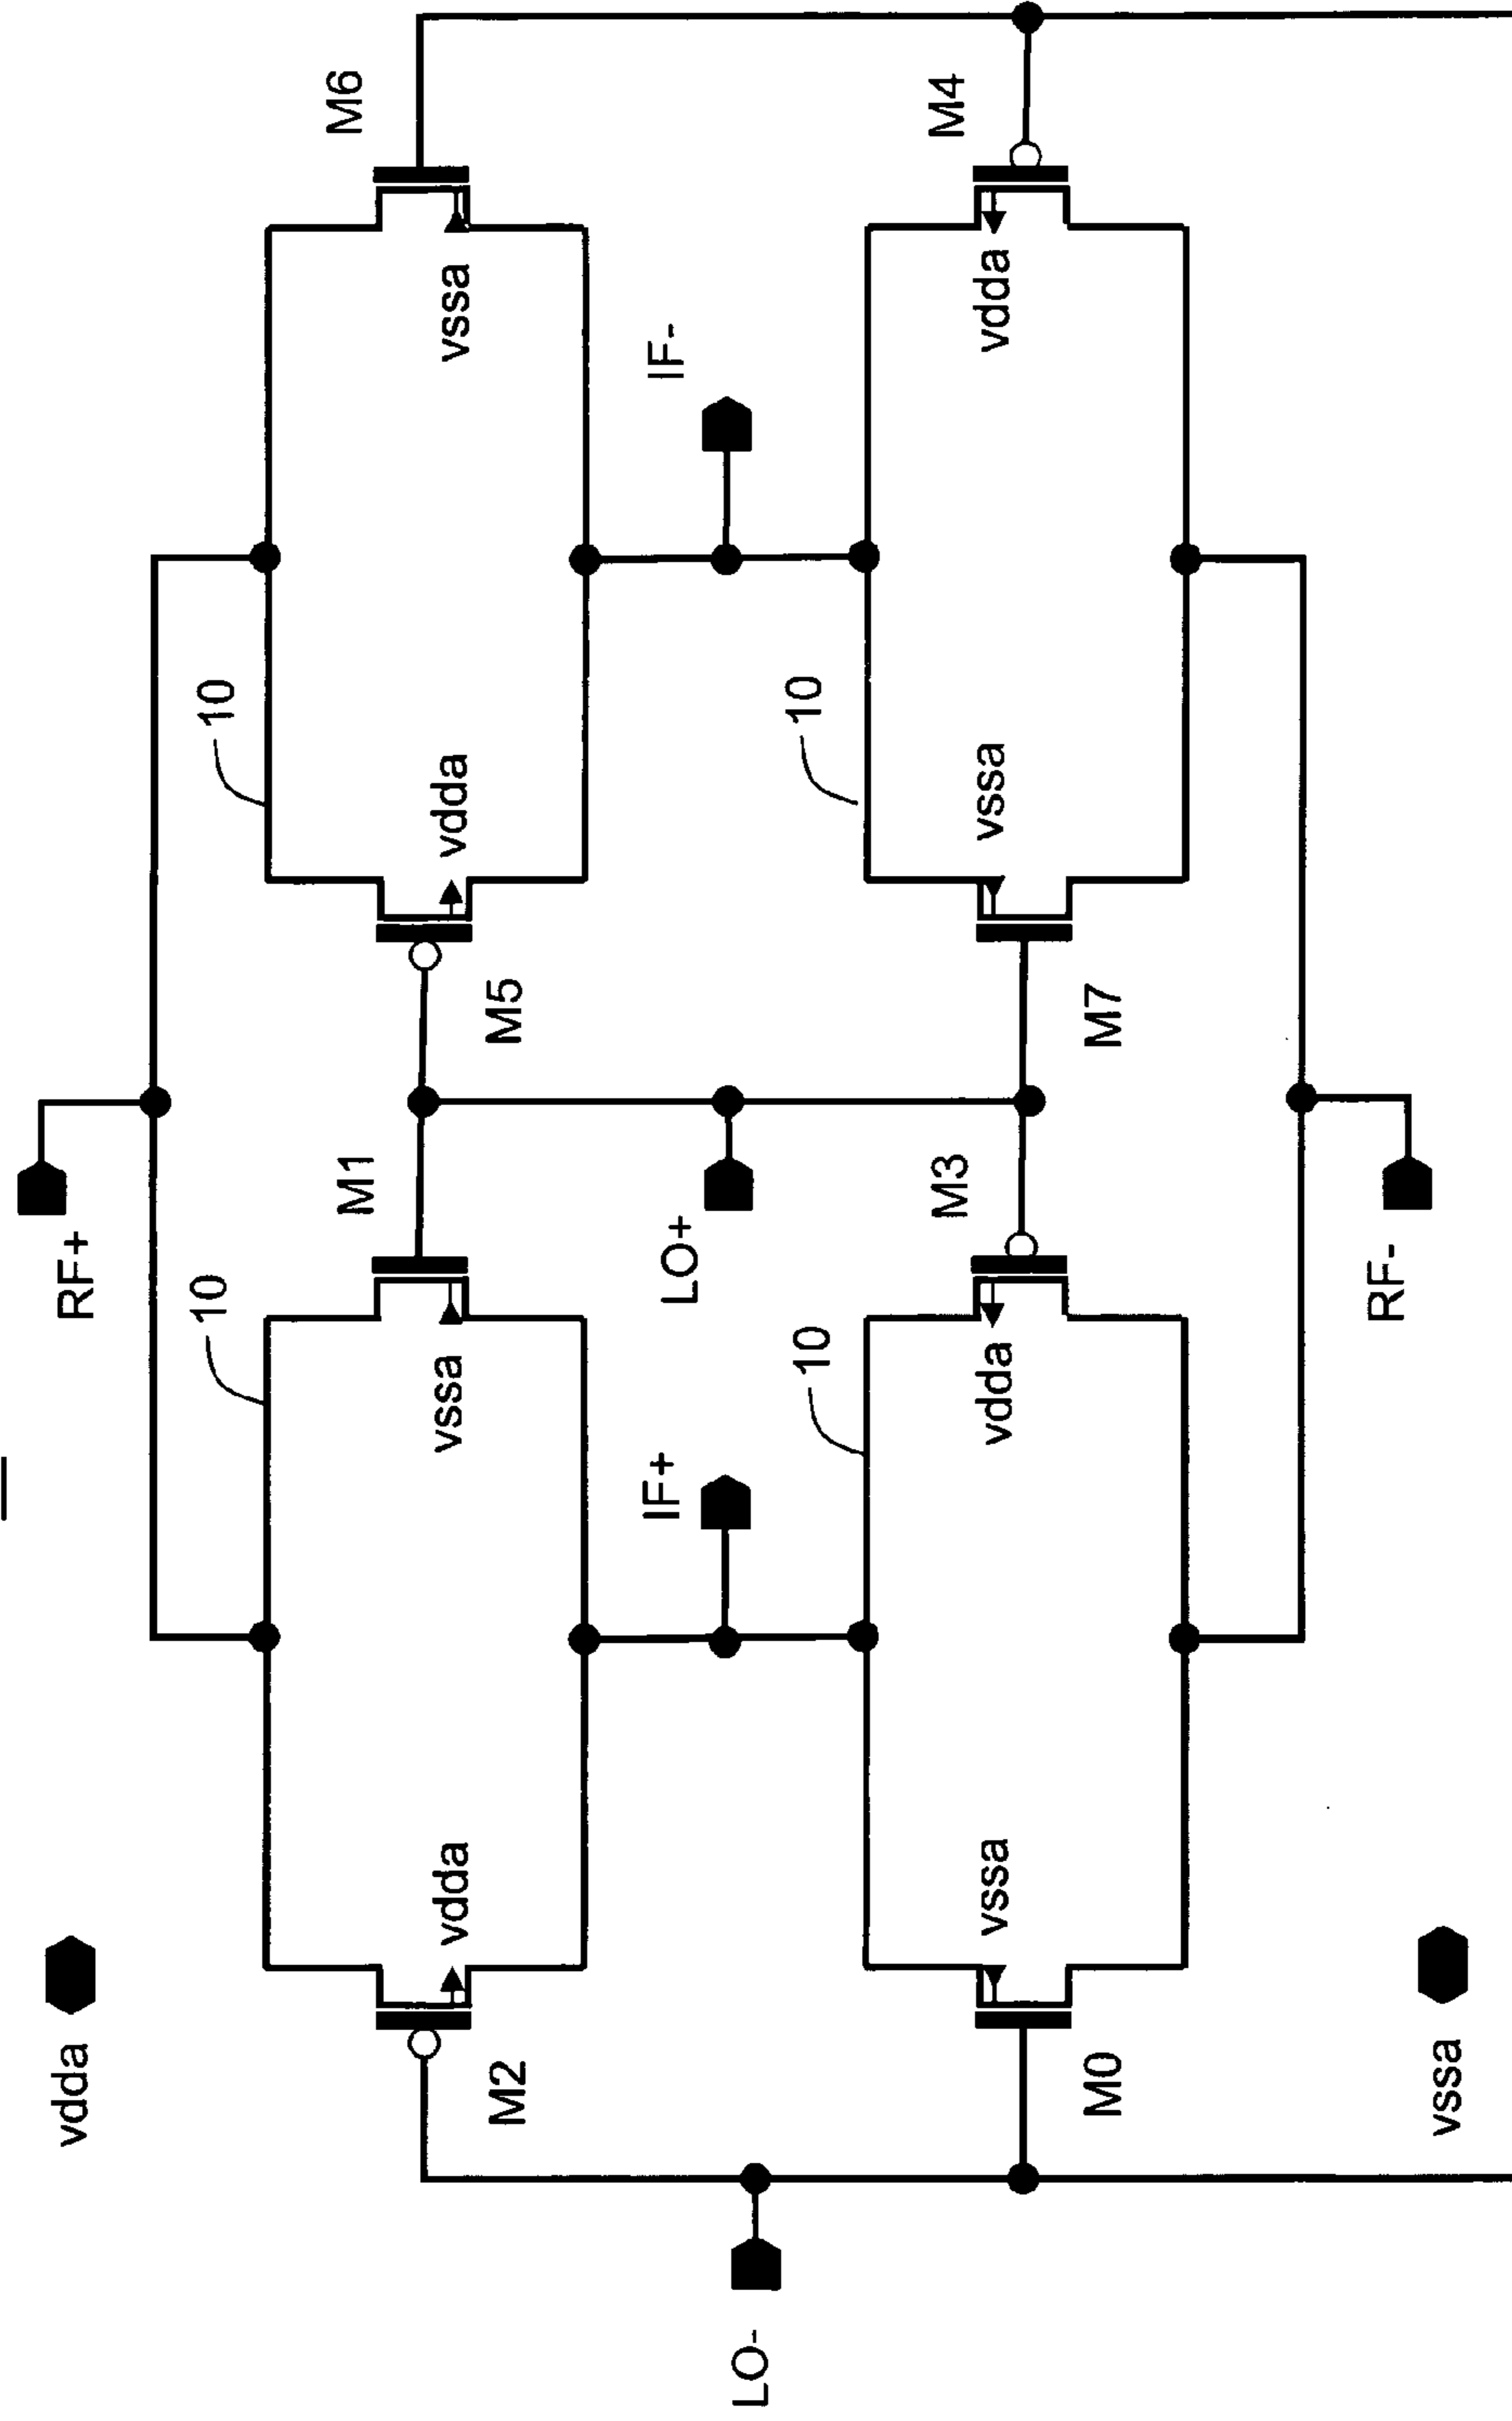 vdda
RF+
10
10
M1
M6
vdda
vssa
vdda
vssa
M2
M5
IF+
IF-
LO+
LO-
10
10
M3
M4
vssa
vdda
vssa
vdda
M0
M7
RF-
vssa